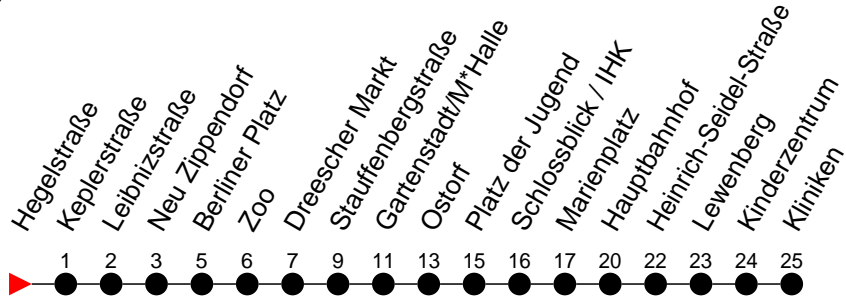 Hegelstraße
Keplerstraße
Leibnizstraße
Neu Zippendorf
Berliner Platz
Zoo
Dreescher Markt
Stauffenbergstraße
Gartenstadt/M*Halle
Ostorf
Platz der Jugend
Schlossblick / IHK
Marienplatz
Hauptbahnhof
Heinrich-Seidel-Straße
Lewenberg
Kinderzentrum
Kliniken
1 2 3 5 6 7 9 11 13 15 16 17 20 22 23 24 25